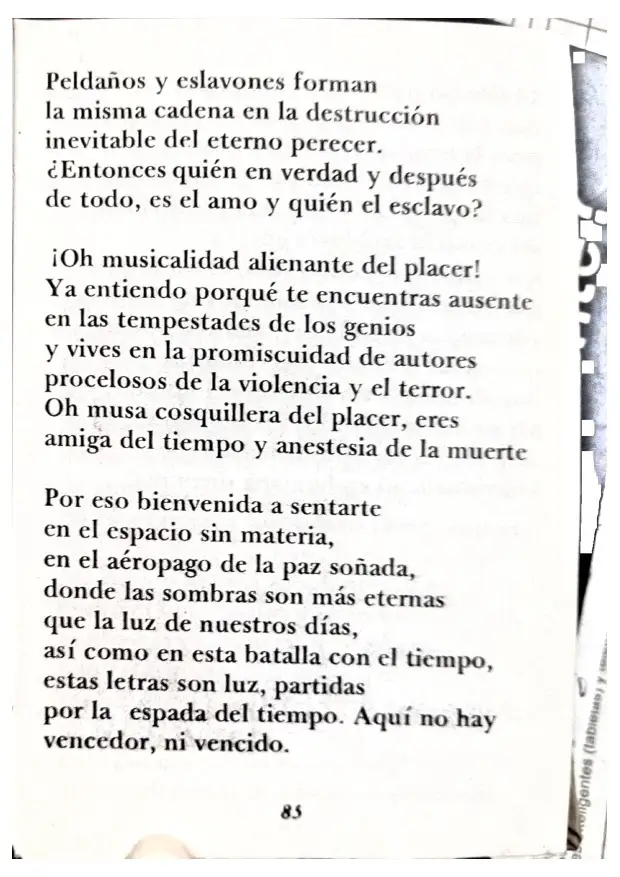 Peldaños y eslavones forman
la misma cadena en la destrucción
inevitable del eterno perecer.
¿Entonces quién en verdad y después
de todo, es el amo y quién el esclavo?
¡Oh musicalidad alienante del placer!
Ya entiendo porqué te encuentras ausente
en las tempestades de los genios
y vives en la promiscuidad de autores
procelosos de la violencia y el terror.
Oh musa cosquillera del placer, eres
amiga del tiempo y anestesia de la muerte
Por eso bienvenida a sentarte
en el espacio sin materia,
en el aéropago de la paz soñada,
donde las sombras son más eternas
que la luz de nuestros días,
así como en esta batalla con el tiempo,
estas letras son luz, partidas
por la espada del tiempo. Aquí no hay
vencedor, ni vencido.
85